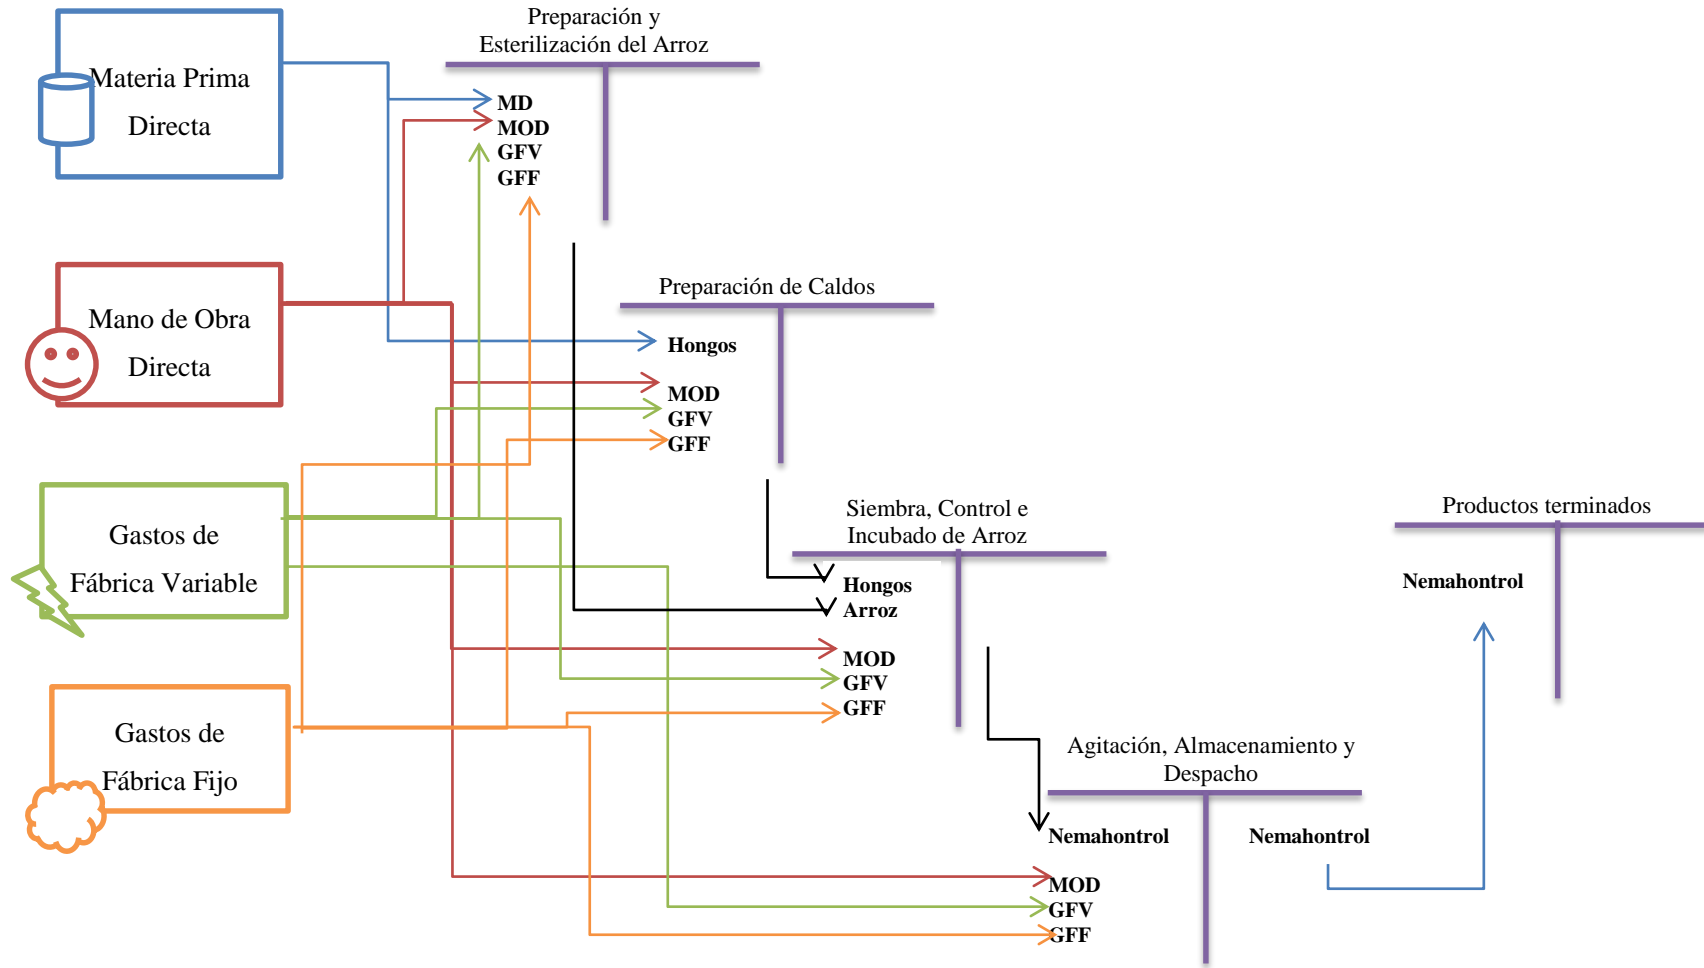 Preparación y
Esterilización del Arroz
Materia Prima
Directa
MD
MOD
GFV
GFF
Preparación de Caldos
Mano de Obra
Directa
Hongos
MOD
GFV
GFF
Siembra, Control e
Incubado de Arroz
Productos terminados
Gastos de
Fábrica Variable
Hongos
Arroz
Nemahontrol
MOD
GFV
GFF
Gastos de
Fábrica Fijo
Agitación, Almacenamiento y
Despacho
Nemahontrol
Nemahontrol
MOD
GFV
GFF